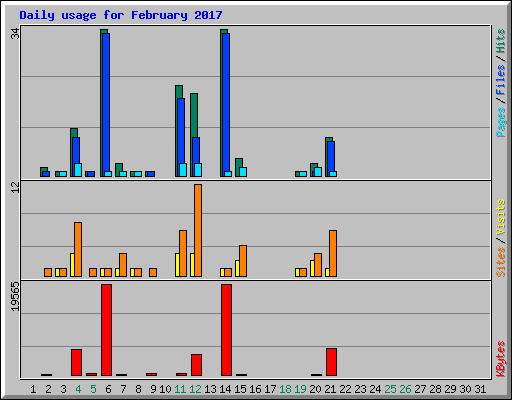 Daily usage for February 2017
34
12
19565
Pages / Files / Hits
Sites / Visits
KBytes
1 2 3 4 5 6 7 8 9 10 11 12 13 14 15 16 17 18 19 20 21 22 23 24 25 26 27 28 29 30 31